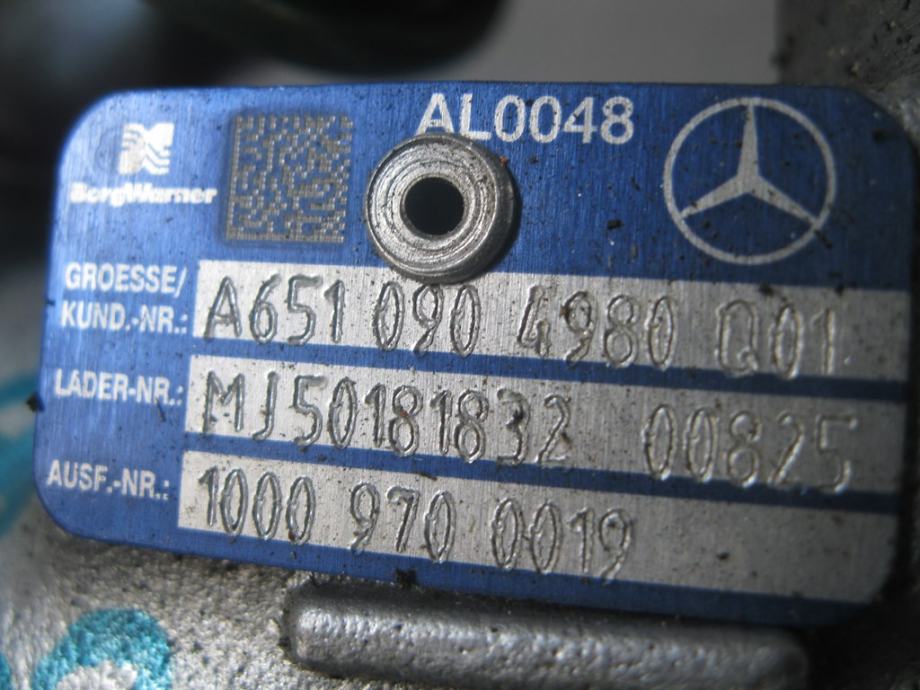 AL0048
BorgWarner
GROESSE/
KUND.-NR.: A651 090 4980 Q01
LADER-NR.: MJ50181832 00825
AUSF.-NR.: 1000 970 0019